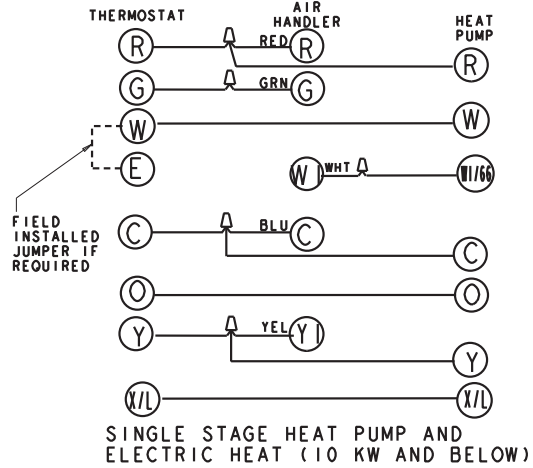 THERMOSTAT
AIR
HANDLER
HEAT
PUMP
R
RED
R
R
G
GRN
G
W
W
E
W1
WHT
W1/66
FIELD
INSTALLED
JUMPER IF
REQUIRED
C
BLU
C
C
O
O
Y
YEL
Y1
Y
X/L
X/L
SINGLE STAGE HEAT PUMP AND
ELECTRIC HEAT (10 KW AND BELOW)